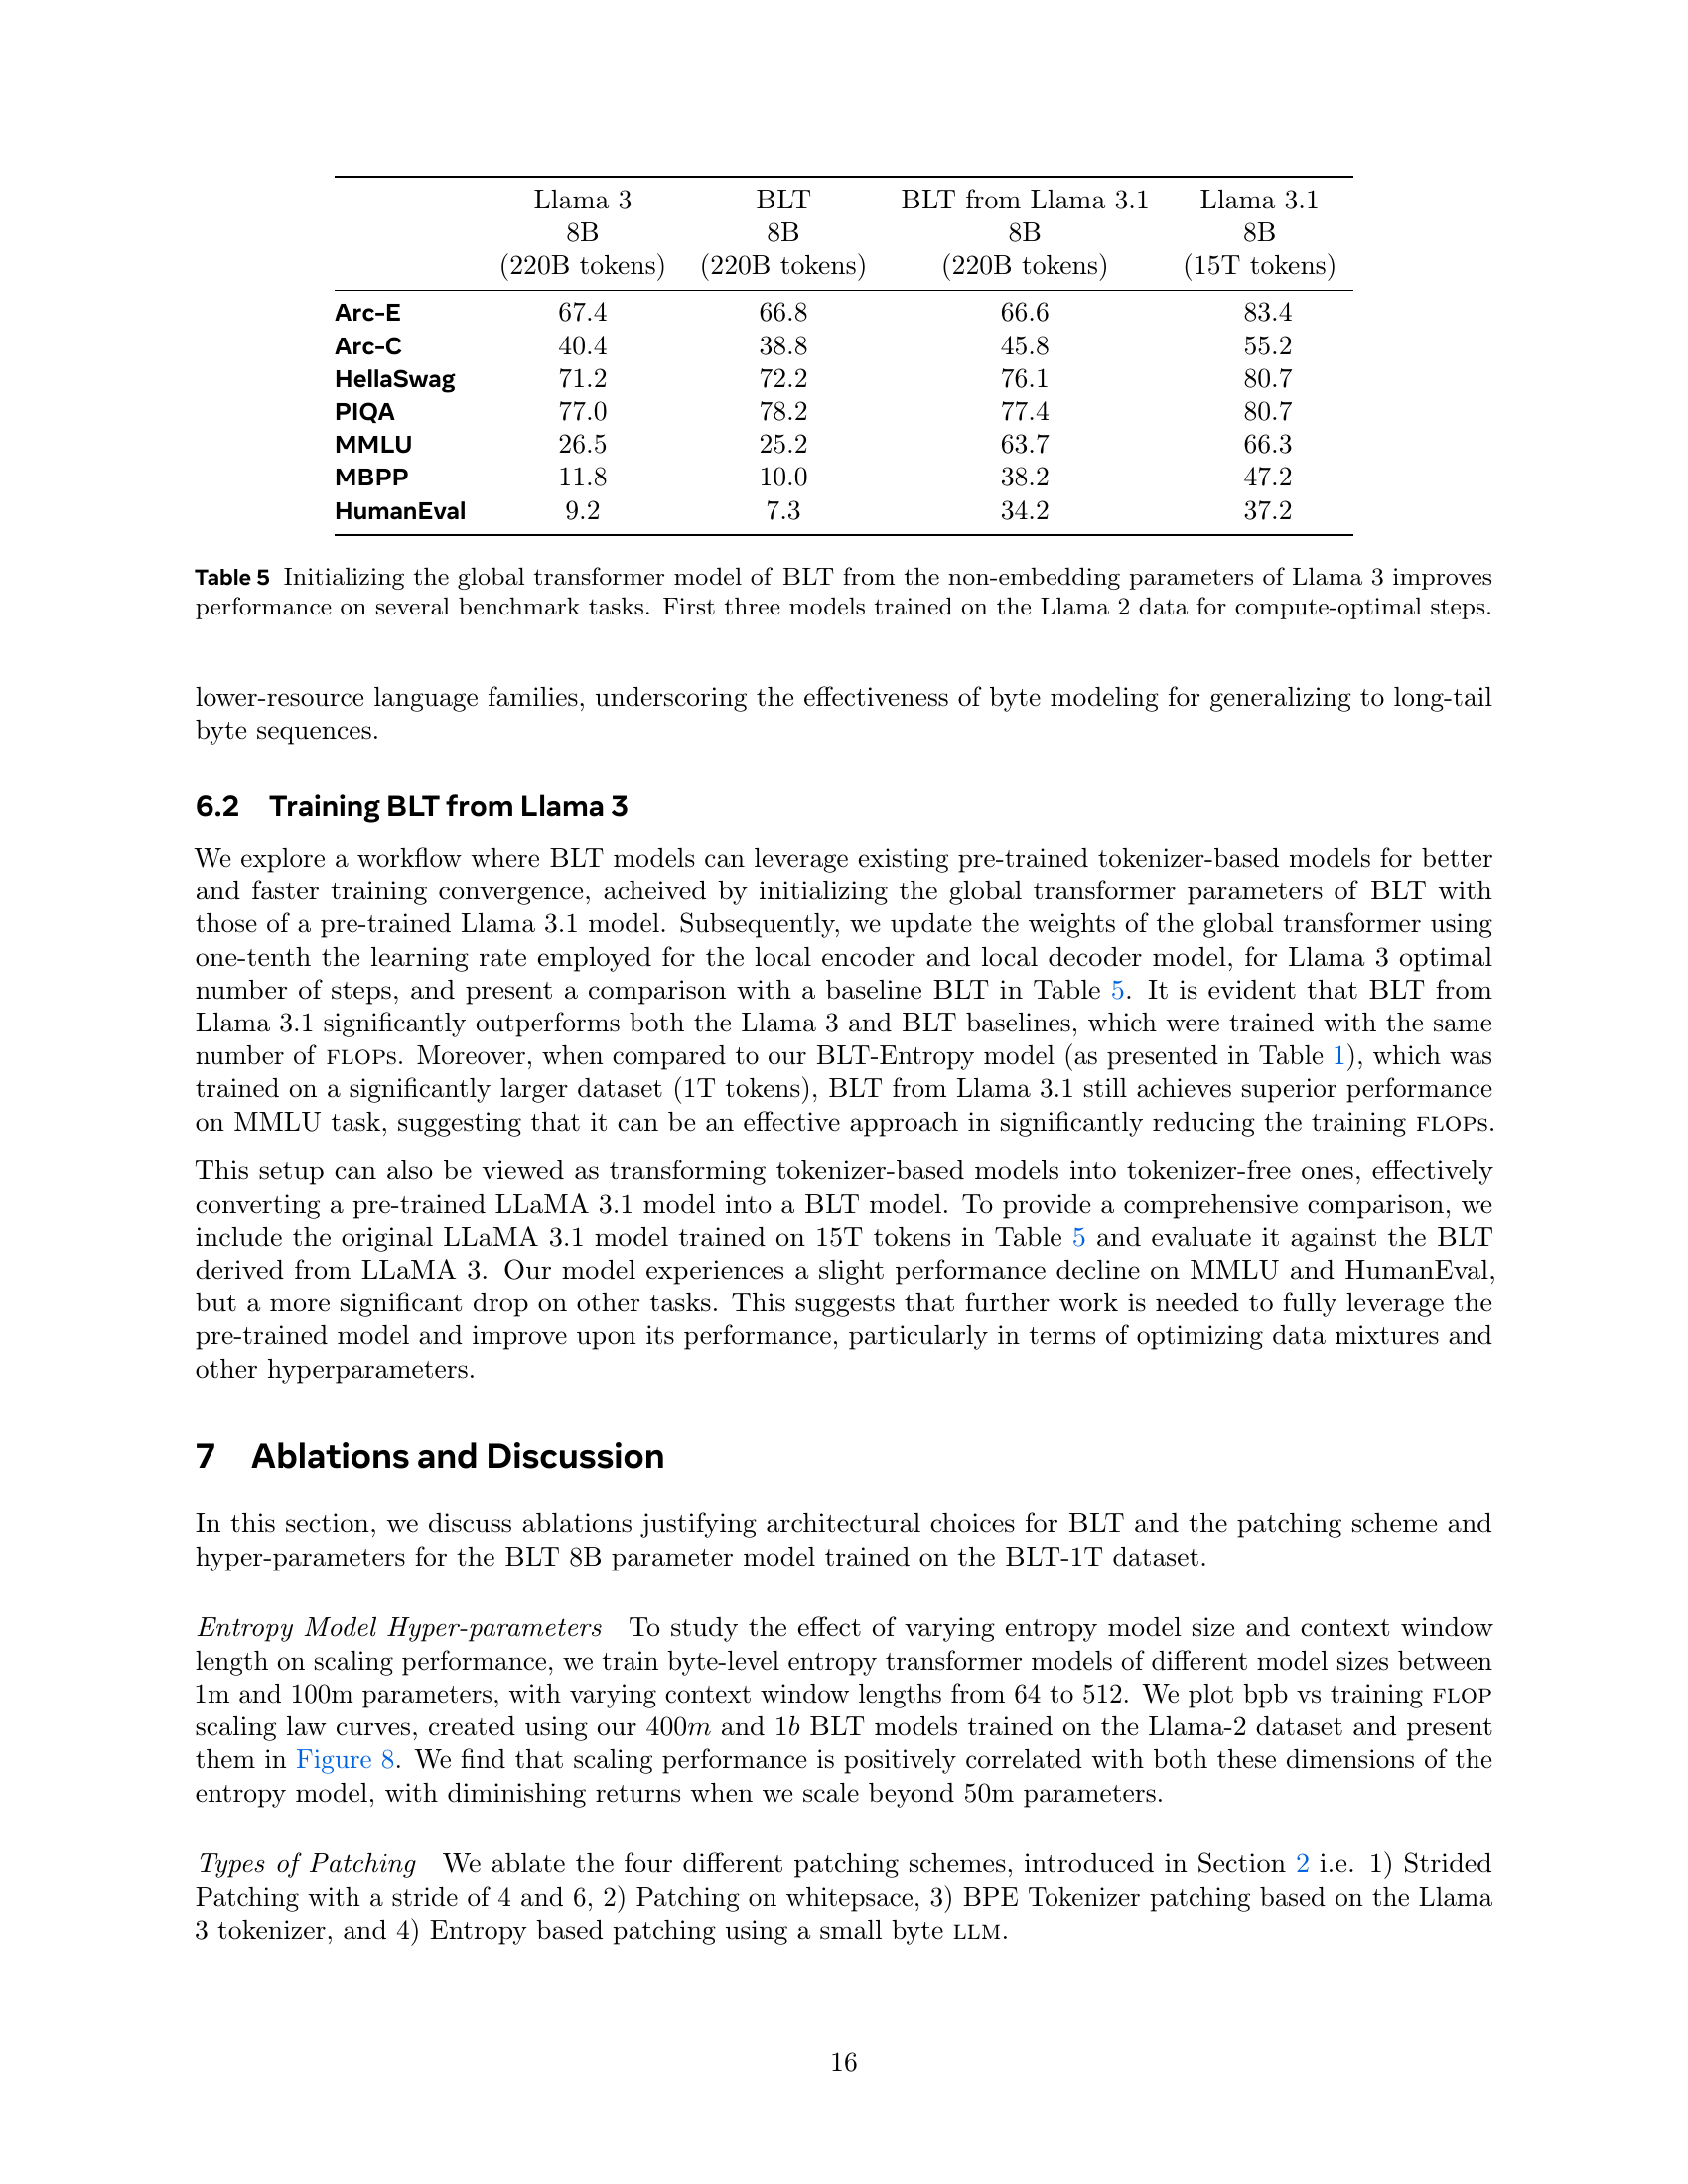 Llama 3 BLT BLT from Llama 3.1 Llama 3.1
8B 8B 8B 8B
(220B tokens) (220B tokens) (220B tokens) (15T tokens)
Arc-E 67.4 66.8 66.6 83.4
Arc-C 40.4 38.8 45.8 55.2
HellaSwag 71.2 72.2 76.1 80.7
PIQA 77.0 78.2 77.4 80.7
MMLU 26.5 25.2 63.7 66.3
MBPP 11.8 10.0 38.2 47.2
HumanEval 9.2 7.3 34.2 37.2
Table 5 Initializing the global transformer model of BLT from the non-embedding parameters of Llama 3 improves
performance on several benchmark tasks. First three models trained on the Llama 2 data for compute-optimal steps.
lower-resource language families, underscoring the effectiveness of byte modeling for generalizing to long-tail
byte sequences.
6.2 Training BLT from Llama 3
We explore a workflow where BLT models can leverage existing pre-trained tokenizer-based models for better
and faster training convergence, acheived by initializing the global transformer parameters of BLT with
those of a pre-trained Llama 3.1 model. Subsequently, we update the weights of the global transformer using
one-tenth the learning rate employed for the local encoder and local decoder model, for Llama 3 optimal
number of steps, and present a comparison with a baseline BLT in Table 5. It is evident that BLT from
Llama 3.1 significantly outperforms both the Llama 3 and BLT baselines, which were trained with the same
number of FLOPs. Moreover, when compared to our BLT-Entropy model (as presented in Table 1), which was
trained on a significantly larger dataset (1T tokens), BLT from Llama 3.1 still achieves superior performance
on MMLU task, suggesting that it can be an effective approach in significantly reducing the training FLOPs.
This setup can also be viewed as transforming tokenizer-based models into tokenizer-free ones, effectively
converting a pre-trained LLaMA 3.1 model into a BLT model. To provide a comprehensive comparison, we
include the original LLaMA 3.1 model trained on 15T tokens in Table 5 and evaluate it against the BLT
derived from LLaMA 3. Our model experiences a slight performance decline on MMLU and HumanEval,
but a more significant drop on other tasks. This suggests that further work is needed to fully leverage the
pre-trained model and improve upon its performance, particularly in terms of optimizing data mixtures and
other hyperparameters.
7 Ablations and Discussion
In this section, we discuss ablations justifying architectural choices for BLT and the patching scheme and
hyper-parameters for the BLT 8B parameter model trained on the BLT-1T dataset.
Entropy Model Hyper-parameters To study the effect of varying entropy model size and context window
length on scaling performance, we train byte-level entropy transformer models of different model sizes between
1m and 100m parameters, with varying context window lengths from 64 to 512. We plot bpb vs training FLOP
scaling law curves, created using our 400m and 1b BLT models trained on the Llama-2 dataset and present
them in Figure 8. We find that scaling performance is positively correlated with both these dimensions of the
entropy model, with diminishing returns when we scale beyond 50m parameters.
Types of Patching We ablate the four different patching schemes, introduced in Section 2 i.e. 1) Strided
Patching with a stride of 4 and 6, 2) Patching on whitepsace, 3) BPE Tokenizer patching based on the Llama
3 tokenizer, and 4) Entropy based patching using a small byte LLM.
16